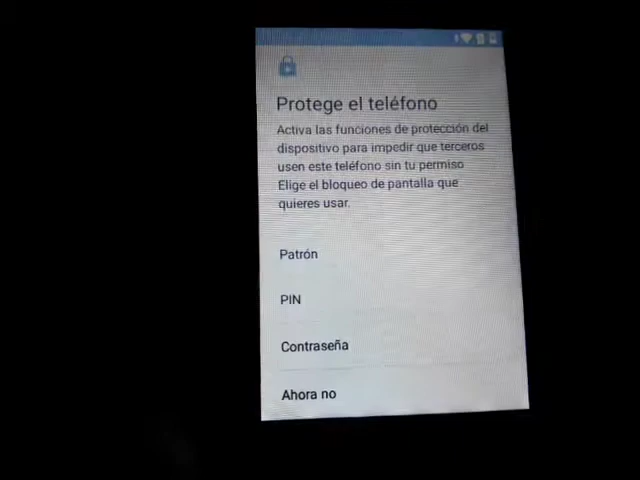 Protege el teléfono
Activa las funciones de protección del
dispositivo para impedir que terceros
usen este teléfono sin tu permiso
Elige el bloqueo de pantalla que
quieres usar.
Patrón
PIN
Contraseña
Ahora no